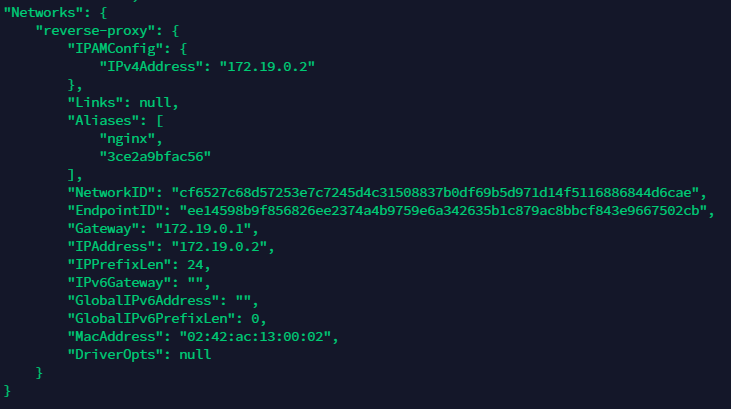 "Networks": {
    "reverse-proxy": {
        "IPAMConfig": {
            "IPv4Address": "172.19.0.2"
        },
        "Links": null,
        "Aliases": [
            "nginx",
            "3ce2a9bfac56"
        ],
        "NetworkID": "cf6527c68d57253e7c7245d4c31508837b0df69b5d971d14f5116886844d6cae",
        "EndpointID": "ee14598b9f856826ee2374a4b9759e6a342635b1c879ac8bbcf843e9667502cb",
        "Gateway": "172.19.0.1",
        "IPAddress": "172.19.0.2",
        "IPPrefixLen": 24,
        "IPv6Gateway": "",
        "GlobalIPv6Address": "",
        "GlobalIPv6PrefixLen": 0,
        "MacAddress": "02:42:ac:13:00:02",
        "DriverOpts": null
    }
}